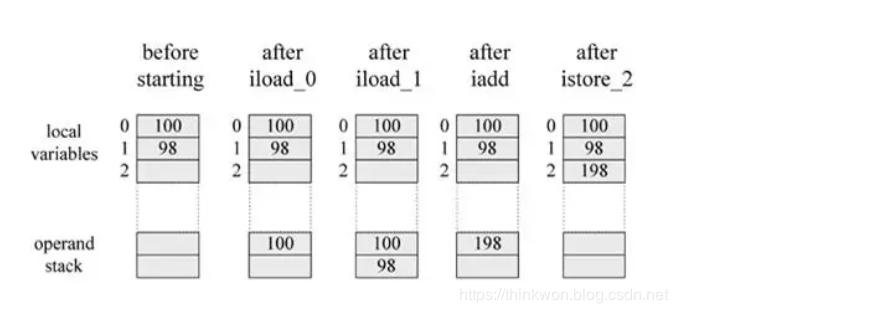 before starting
after iload_0
after iload_1
after iadd
after istore_2
local variables
0 100 0 100 0 100 0 100 0 100
1 98 1 98 1 98 1 98 1 98
2 2 2 2 2 198
operand stack
100 100 198
98
https://thinkwon.blog.csdn.net